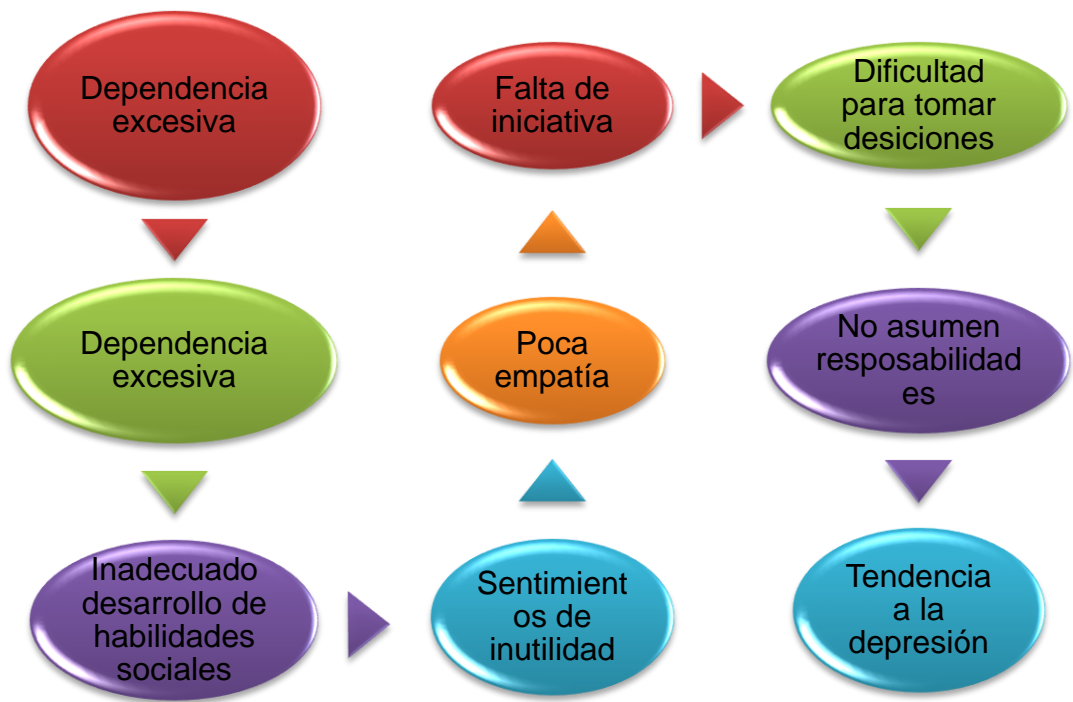 Dependencia
excesiva
Dependencia
excesiva
Inadecuado
desarrollo de
habilidades
sociales
Sentimient
os de
inutilidad
Poca
empatía
Falta de
iniciativa
Dificultad
para tomar
desiciones
No asumen
resposabilidad
es
Tendencia
a la
depresión